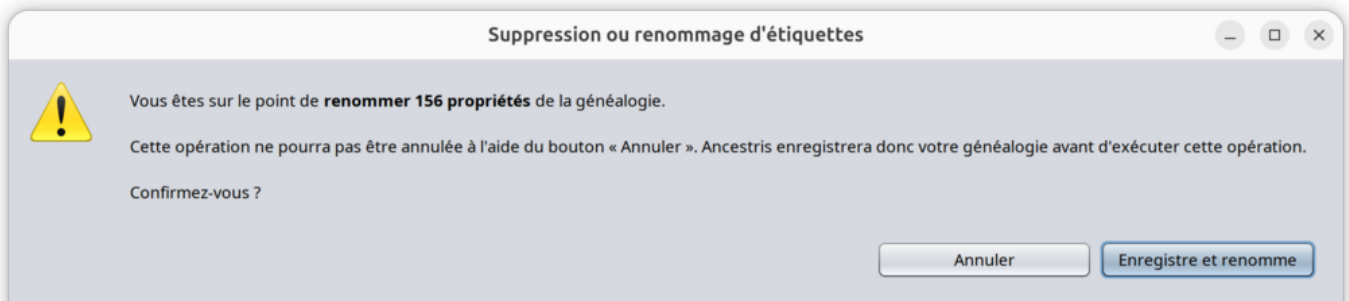 Suppression ou renommage d'étiquettes
Vous êtes sur le point de renommer 156 propriétés de la généalogie.
Cette opération ne pourra pas être annulée à l'aide du bouton « Annuler ». Ancestris enregistrera donc votre généalogie avant d'exécuter cette opération.
Confirmez-vous ?
Annuler
Enregistre et renomme